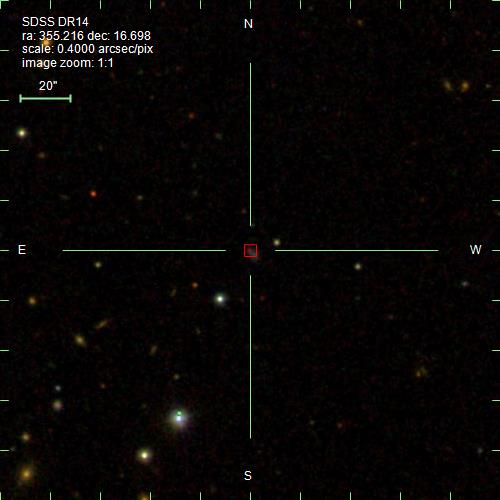 SDSS DR14
ra: 355.216 dec: 16.698
scale: 0.4000 arcsec/pix
image zoom: 1:1
20"
N
E
W
S